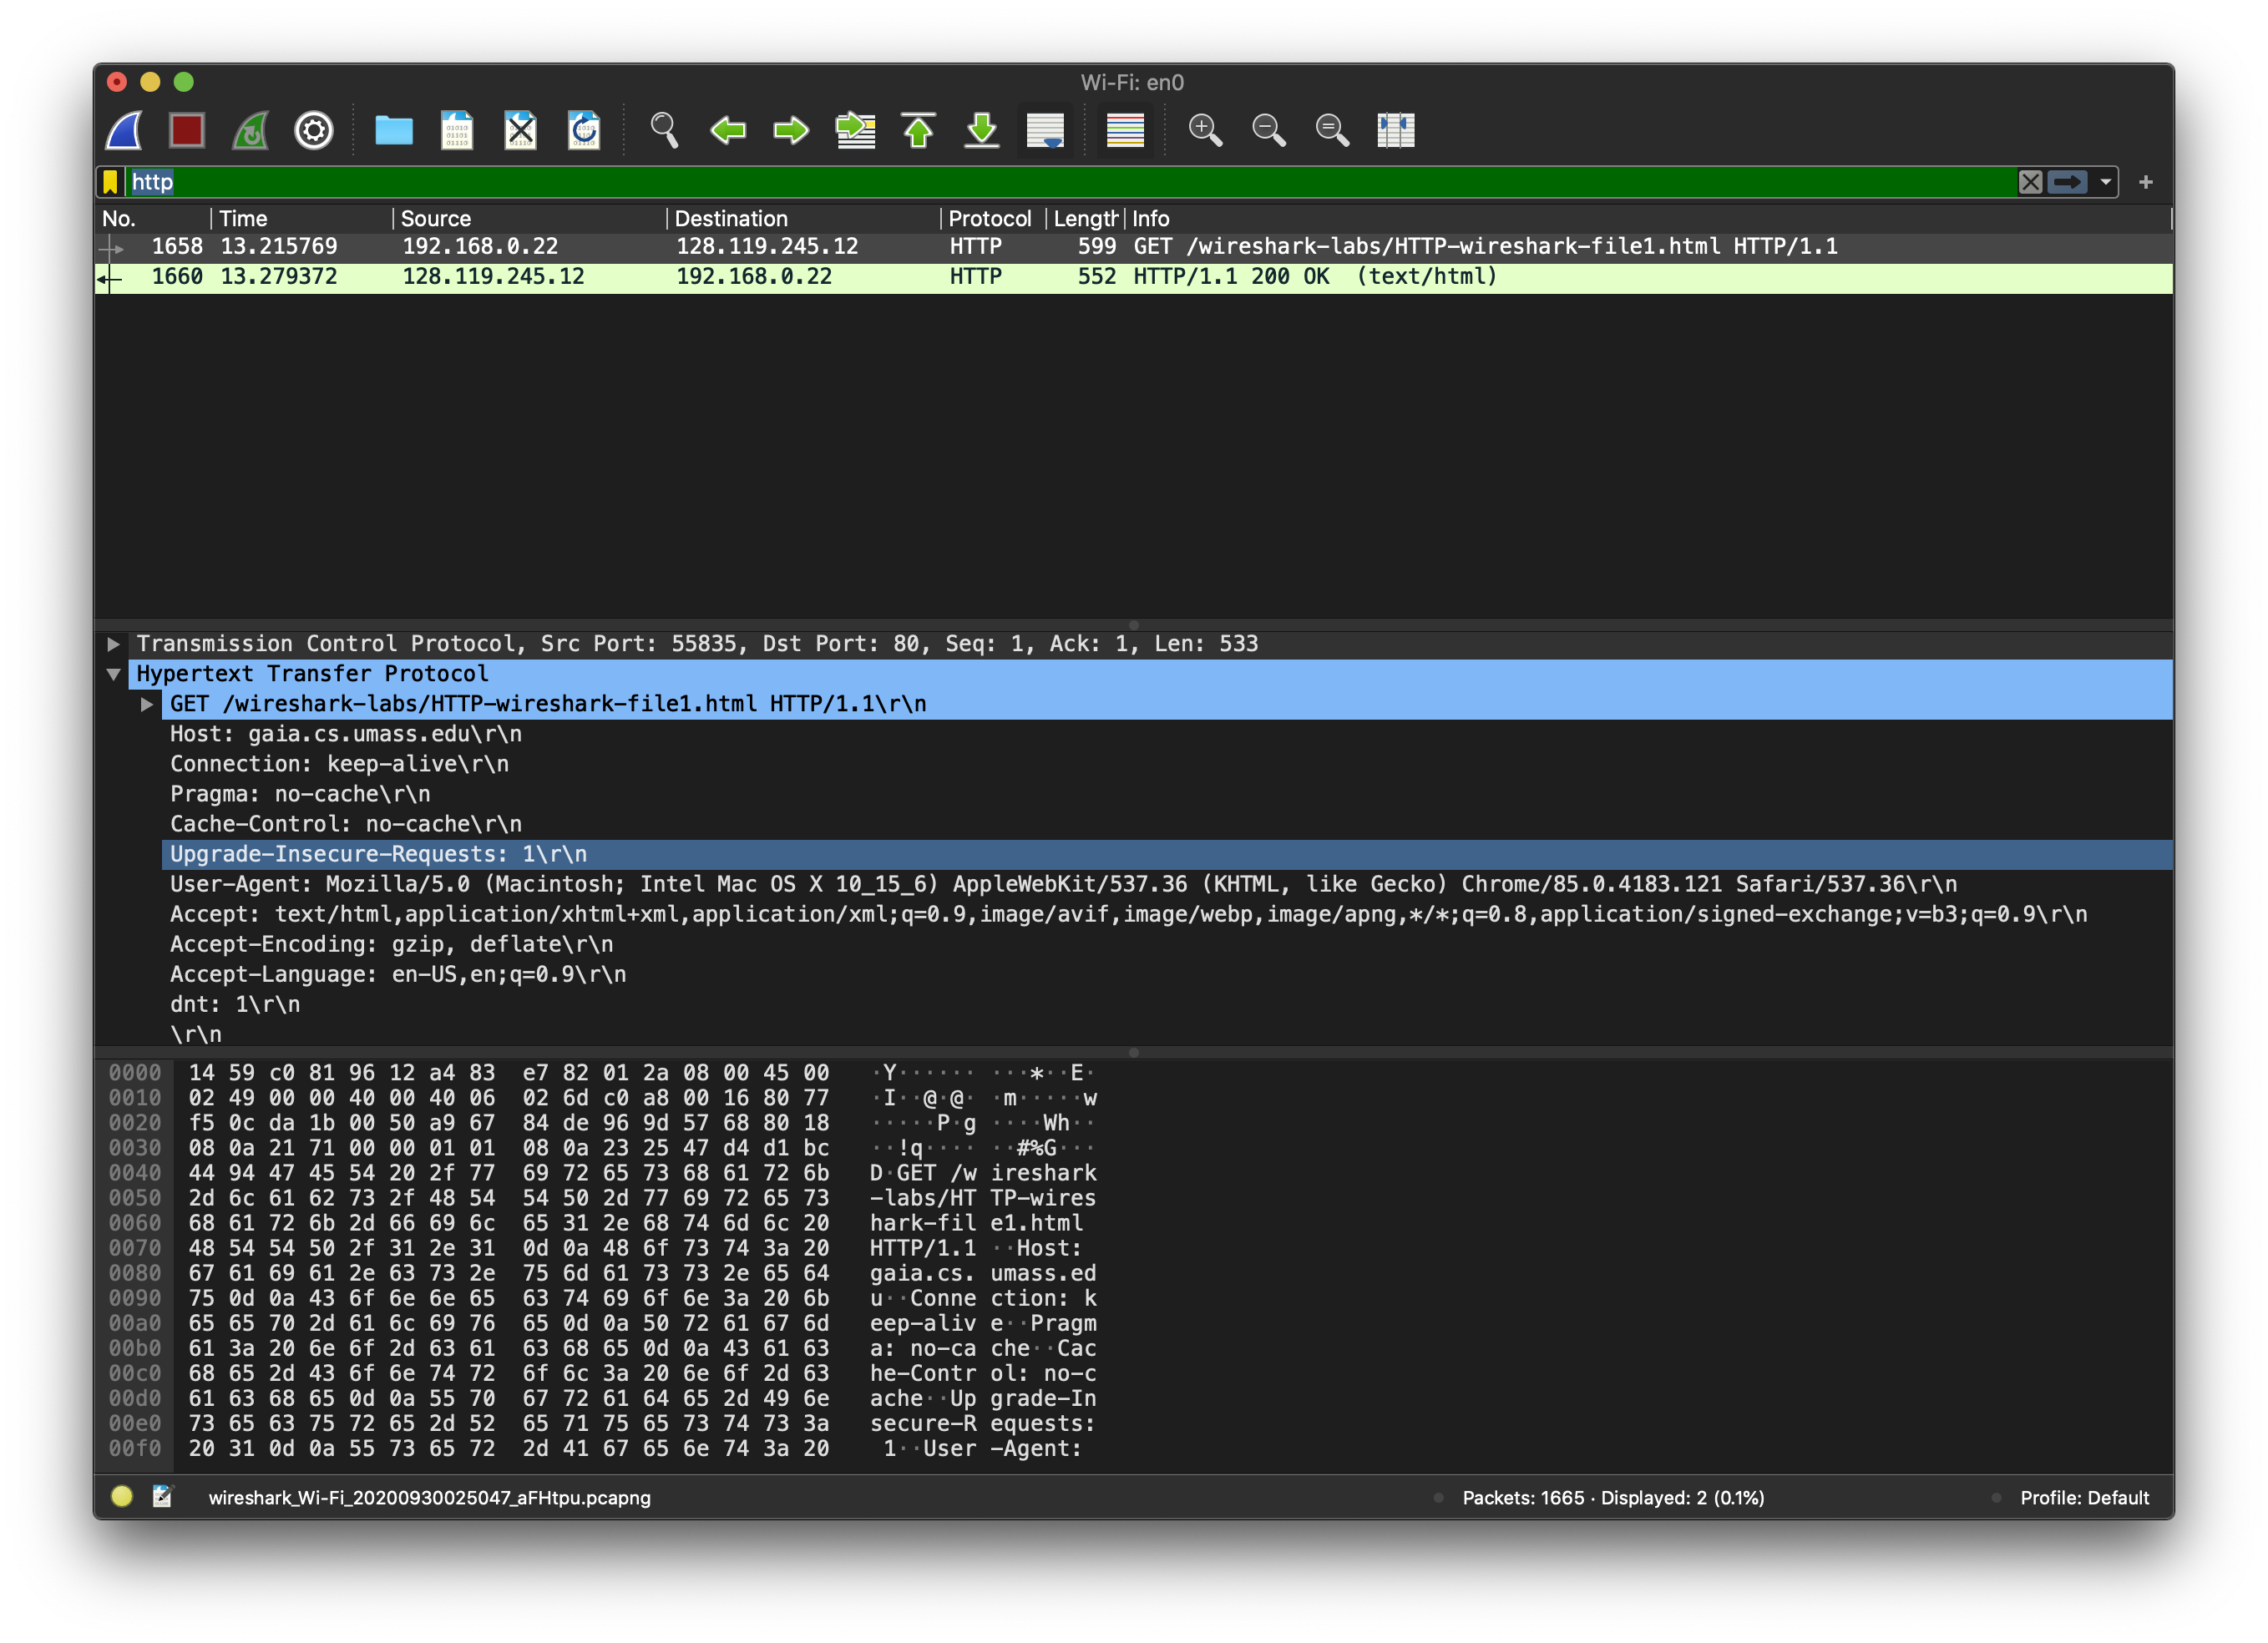 Wi-Fi: en0
http
No. Time Source Destination Protocol Length Info
1658 13.215769 192.168.0.22 128.119.245.12 HTTP 599 GET /wireshark-labs/HTTP-wireshark-file1.html HTTP/1.1
1660 13.279372 128.119.245.12 192.168.0.22 HTTP 552 HTTP/1.1 200 OK (text/html)
Transmission Control Protocol, Src Port: 55835, Dst Port: 80, Seq: 1, Ack: 1, Len: 533
Hypertext Transfer Protocol
GET /wireshark-labs/HTTP-wireshark-file1.html HTTP/1.1\r\n
Host: gaia.cs.umass.edu\r\n
Connection: keep-alive\r\n
Pragma: no-cache\r\n
Cache-Control: no-cache\r\n
Upgrade-Insecure-Requests: 1\r\n
User-Agent: Mozilla/5.0 (Macintosh; Intel Mac OS X 10_15_6) AppleWebKit/537.36 (KHTML, like Gecko) Chrome/85.0.4183.121 Safari/537.36\r\n
Accept: text/html,application/xhtml+xml,application/xml;q=0.9,image/avif,image/webp,image/apng,*/*;q=0.8,application/signed-exchange;v=b3;q=0.9\r\n
Accept-Encoding: gzip, deflate\r\n
Accept-Language: en-US,en;q=0.9\r\n
dnt: 1\r\n
\r\n
0000 14 59 c0 81 96 12 a4 83 e7 82 01 2a 08 00 45 00 ·Y······ ···*··E·
0010 02 49 00 00 40 00 40 06 02 6d c0 a8 00 16 80 77 ·I··@·@· ·m·····w
0020 f5 0c da 1b 00 50 a9 67 84 de 96 9d 57 68 80 18 ·····P·g ····Wh··
0030 08 0a 21 71 00 00 01 01 08 0a 23 25 47 d4 d1 bc ··!q···· ··#%G···
0040 44 94 47 45 54 20 2f 77 69 72 65 73 68 61 72 6b D·GET /w ireshark
0050 2d 6c 61 62 73 2f 48 54 54 50 2d 77 69 72 65 73 -labs/HT TP-wires
0060 68 61 72 6b 2d 66 69 6c 65 31 2e 68 74 6d 6c 20 hark-fil e1.html
0070 48 54 54 50 2f 31 2e 31 0d 0a 48 6f 73 74 3a 20 HTTP/1.1 ··Host:
0080 67 61 69 61 2e 63 73 2e 75 6d 61 73 73 2e 65 64 gaia.cs. umass.ed
0090 75 0d 0a 43 6f 6e 6e 65 63 74 69 6f 6e 3a 20 6b u··Conne ction: k
00a0 65 65 70 2d 61 6c 69 76 65 0d 0a 50 72 61 67 6d eep-aliv e··Pragm
00b0 61 3a 20 6e 6f 2d 63 61 63 68 65 0d 0a 43 61 63 a: no-ca che··Cac
00c0 68 65 2d 43 6f 6e 74 72 6f 6c 3a 20 6e 6f 2d 63 he-Contr ol: no-c
00d0 61 63 68 65 0d 0a 55 70 67 72 61 64 65 2d 49 6e ache··Up grade-In
00e0 73 65 63 75 72 65 2d 52 65 71 75 65 73 74 73 3a secure-R equests:
00f0 20 31 0d 0a 55 73 65 72 2d 41 67 65 6e 74 3a 20 1··User -Agent:
wireshark_Wi-Fi_20200930025047_aFHtpu.pcapng Packets: 1665 · Displayed: 2 (0.1%) Profile: Default